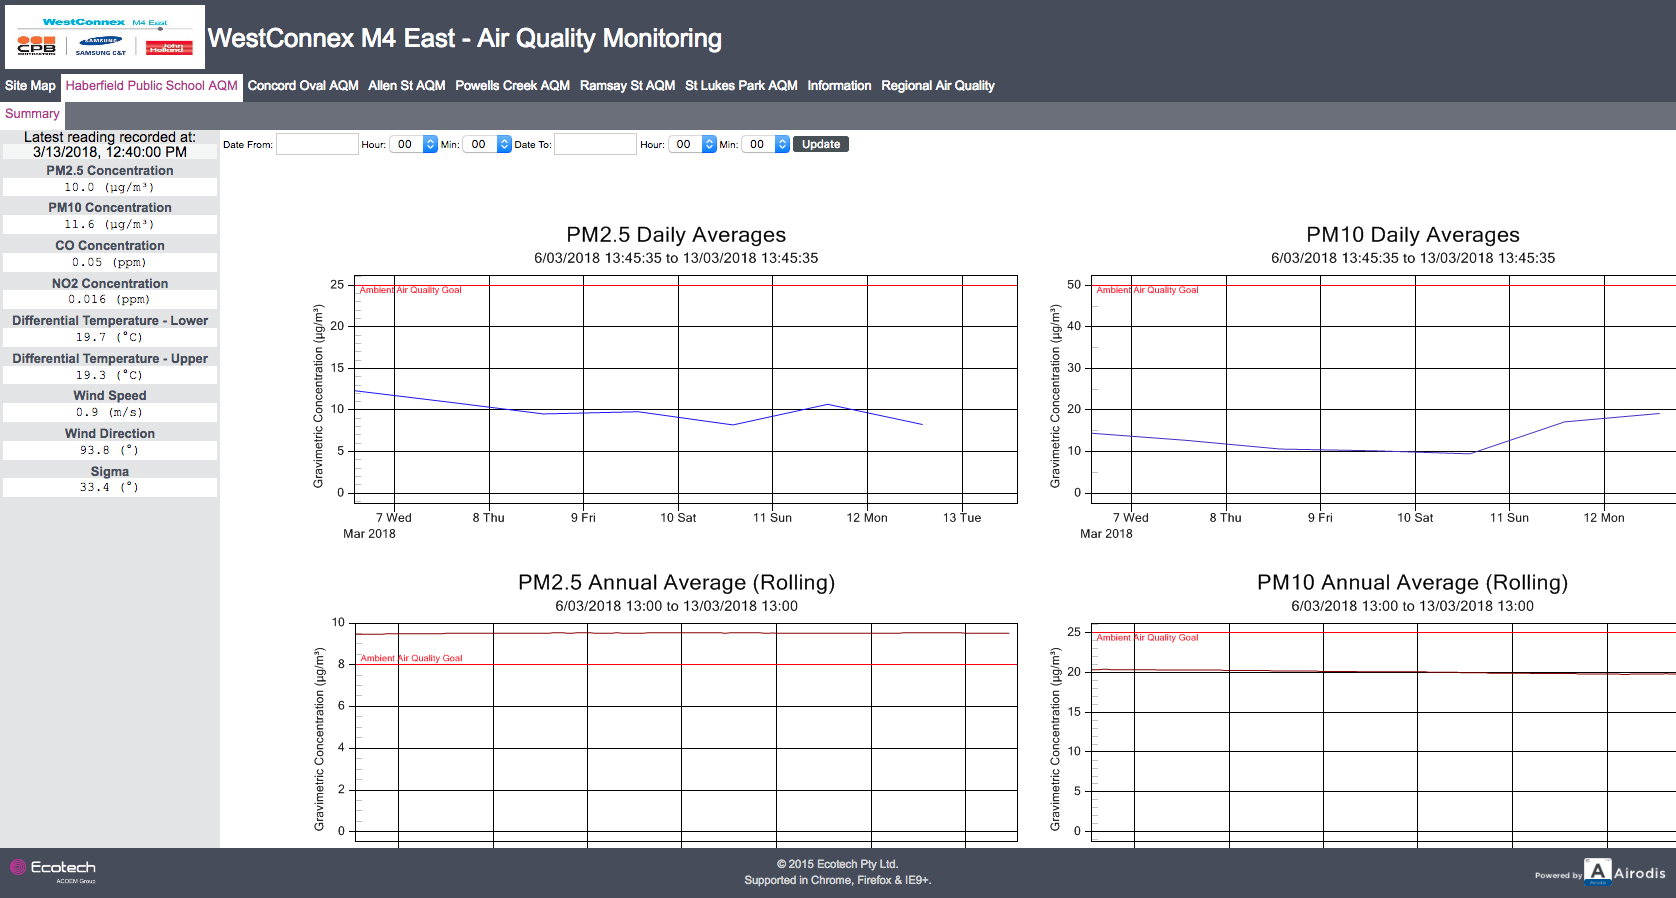 WestConnex M4 East
CPB
CONTRACTORS
SAMSUNG
SAMSUNG C&T
John
Holland
WestConnex M4 East - Air Quality Monitoring
Site Map Haberfield Public School AQM Concord Oval AQM Allen St AQM Powells Creek AQM Ramsay St AQM St Lukes Park AQM Information Regional Air Quality
Summary
Latest reading recorded at:
3/13/2018, 12:40:00 PM
PM2.5 Concentration
10.0 (µg/m³)
PM10 Concentration
11.6 (µg/m³)
CO Concentration
0.05 (ppm)
NO2 Concentration
0.016 (ppm)
Differential Temperature - Lower
19.7 (°C)
Differential Temperature - Upper
19.3 (°C)
Wind Speed
0.9 (m/s)
Wind Direction
93.8 (°)
Sigma
33.4 (°)
Date From: Hour: 00 Min: 00 Date To: Hour: 00 Min: 00 Update
PM2.5 Daily Averages
6/03/2018 13:45:35 to 13/03/2018 13:45:35
Gravimetric Concentration (µg/m³)
25
20
15
10
5
0
Ambient Air Quality Goal
7 Wed 8 Thu 9 Fri 10 Sat 11 Sun 12 Mon 13 Tue
Mar 2018
PM10 Daily Averages
6/03/2018 13:45:35 to 13/03/2018 13:45:35
Gravimetric Concentration (µg/m³)
50
40
30
20
10
0
Ambient Air Quality Goal
7 Wed 8 Thu 9 Fri 10 Sat 11 Sun 12 Mon
Mar 2018
PM2.5 Annual Average (Rolling)
6/03/2018 13:00 to 13/03/2018 13:00
Gravimetric Concentration (µg/m³)
10
8
6
4
2
0
Ambient Air Quality Goal
PM10 Annual Average (Rolling)
6/03/2018 13:00 to 13/03/2018 13:00
Gravimetric Concentration (µg/m³)
25
20
15
10
5
0
Ambient Air Quality Goal
Ecotech
ACOEM Group
© 2015 Ecotech Pty Ltd.
Supported in Chrome, Firefox & IE9+.
Powered by A Airodis
Airodis